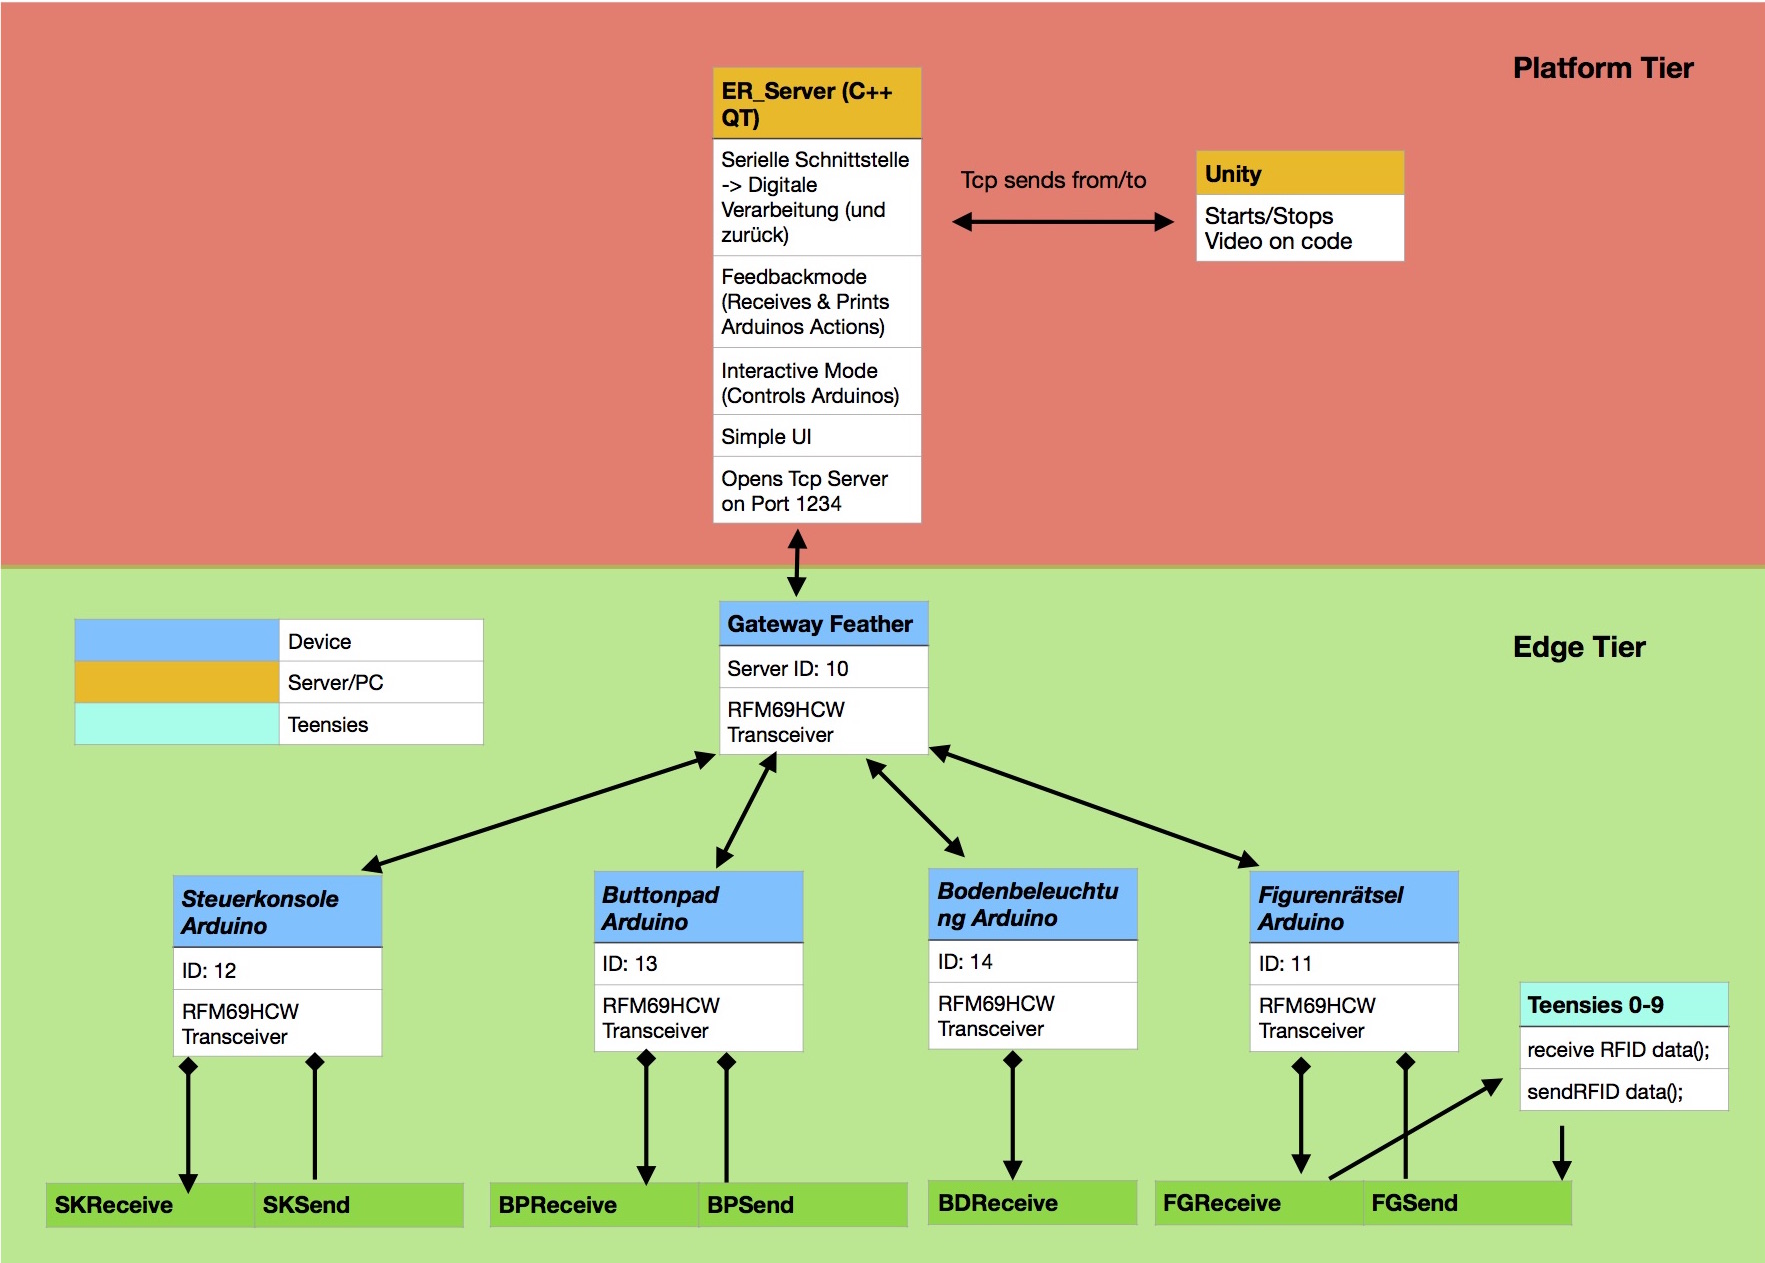 Platform Tier
ER_Server (C++
QT)
Serielle Schnittstelle
-> Digitale
Verarbeitung (und
zurück)
Feedbackmode
(Receives & Prints
Arduinos Actions)
Interactive Mode
(Controls Arduinos)
Simple UI
Opens Tcp Server
on Port 1234
Tcp sends from/to
Unity
Starts/Stops
Video on code
Edge Tier
Device
Server/PC
Teensies
Gateway Feather
Server ID: 10
RFM69HCW
Transceiver
Steuerkonsole
Arduino
ID: 12
RFM69HCW
Transceiver
Buttonpad
Arduino
ID: 13
RFM69HCW
Transceiver
Bodenbeleuchtu
ng Arduino
ID: 14
RFM69HCW
Transceiver
Figurenrätsel
Arduino
ID: 11
RFM69HCW
Transceiver
Teensies 0-9
receive RFID data();
sendRFID data();
SKReceive
SKSend
BPReceive
BPSend
BDReceive
FGReceive
FGSend